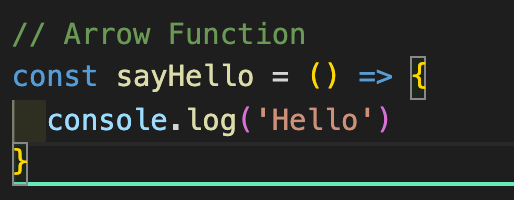 // Arrow Function
const sayHello = () => {
  console.log('Hello')
}